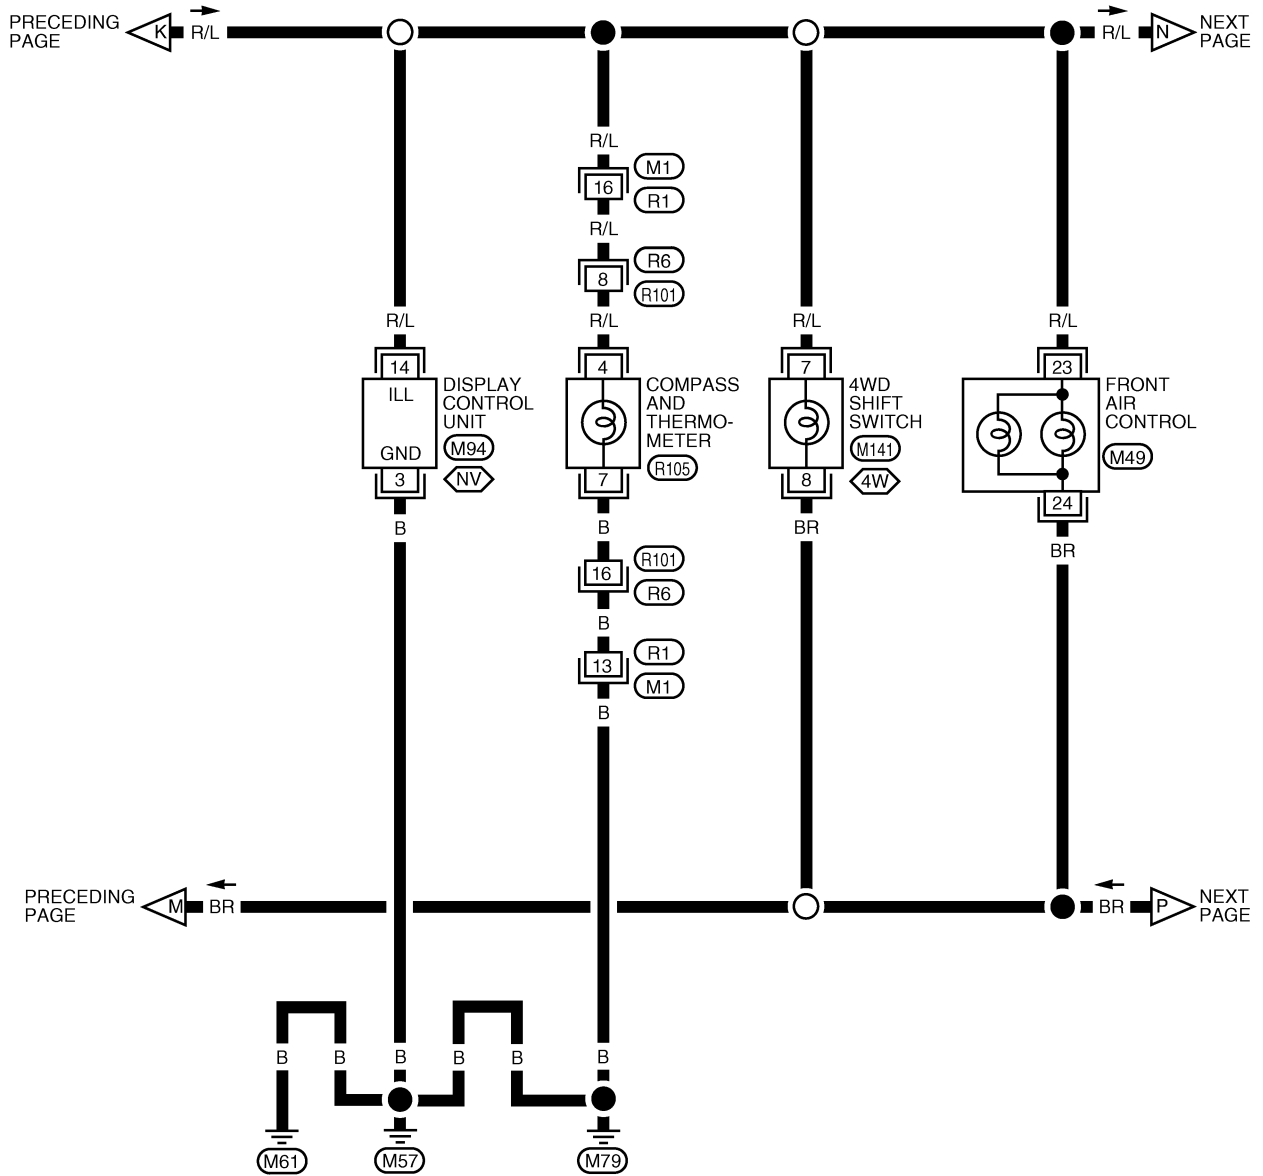 PRECEDING
PAGE
K
R/L
R/L
N
NEXT
PAGE
R/L
16
M1
R1
R/L
8
R6
R101
R/L
R/L
R/L
R/L
14
ILL
GND
3
DISPLAY
CONTROL
UNIT
M94
NV
4
7
COMPASS
AND
THERMO-
METER
R105
7
8
4WD
SHIFT
SWITCH
M141
4W
23
24
FRONT
AIR
CONTROL
M49
B
B
BR
BR
16
R101
R6
B
13
R1
M1
B
PRECEDING
PAGE
M
BR
BR
P
NEXT
PAGE
B
B
B
B
B
B
M61
M57
M79